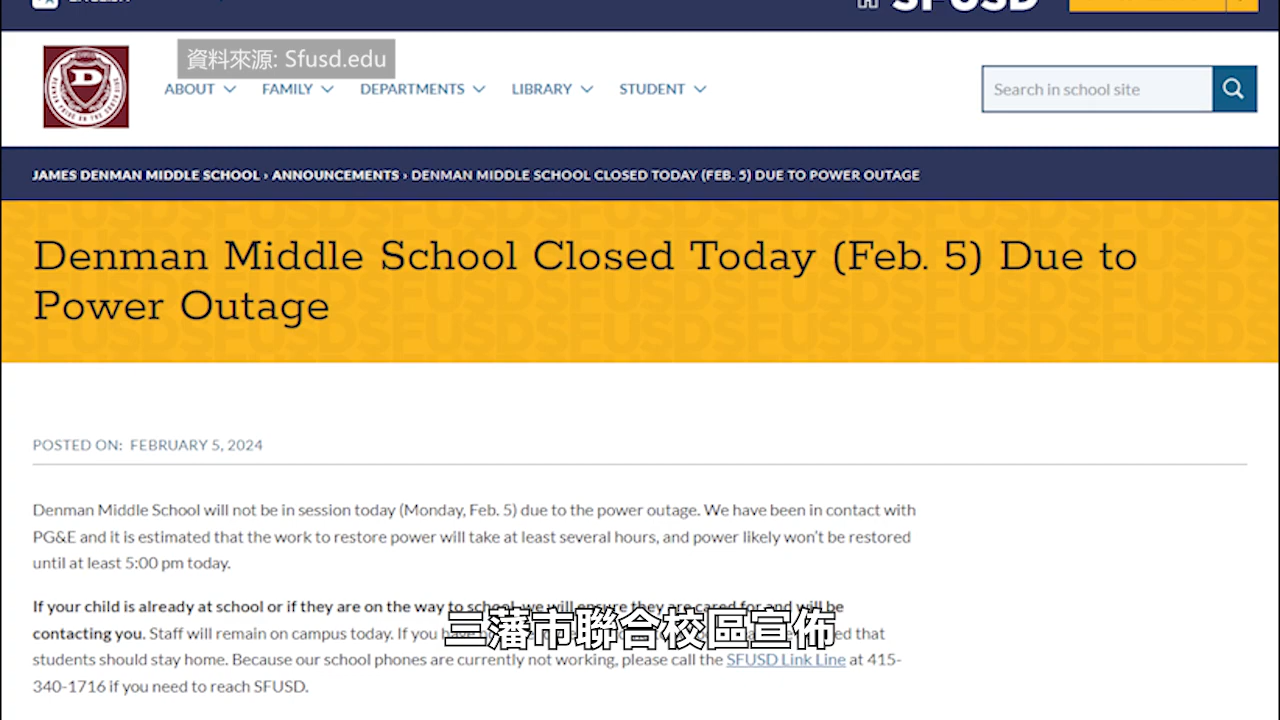 ENGLISH
SFUSD
資料來源: Sfusd.edu
ABOUT FAMILY DEPARTMENTS LIBRARY STUDENT
Search in school site
D
JAMES DENMAN MIDDLE SCHOOL › ANNOUNCEMENTS › DENMAN MIDDLE SCHOOL CLOSED TODAY (FEB. 5) DUE TO POWER OUTAGE
Denman Middle School Closed Today (Feb. 5) Due to
Power Outage
POSTED ON: FEBRUARY 5, 2024
Denman Middle School will not be in session today (Monday, Feb. 5) due to the power outage. We have been in contact with
PG&E and it is estimated that the work to restore power will take at least several hours, and power likely won't be restored
until at least 5:00 pm today.
If your child is already at school or if they are on the way to school, we will ensure they are cared for and will be
contacting you. Staff will remain on campus today. If you that
三藩市聯合校區宣佈
students should stay home. Because our school phones are currently not working, please call the SFUSD Link Line at 415-
340-1716 if you need to reach SFUSD.